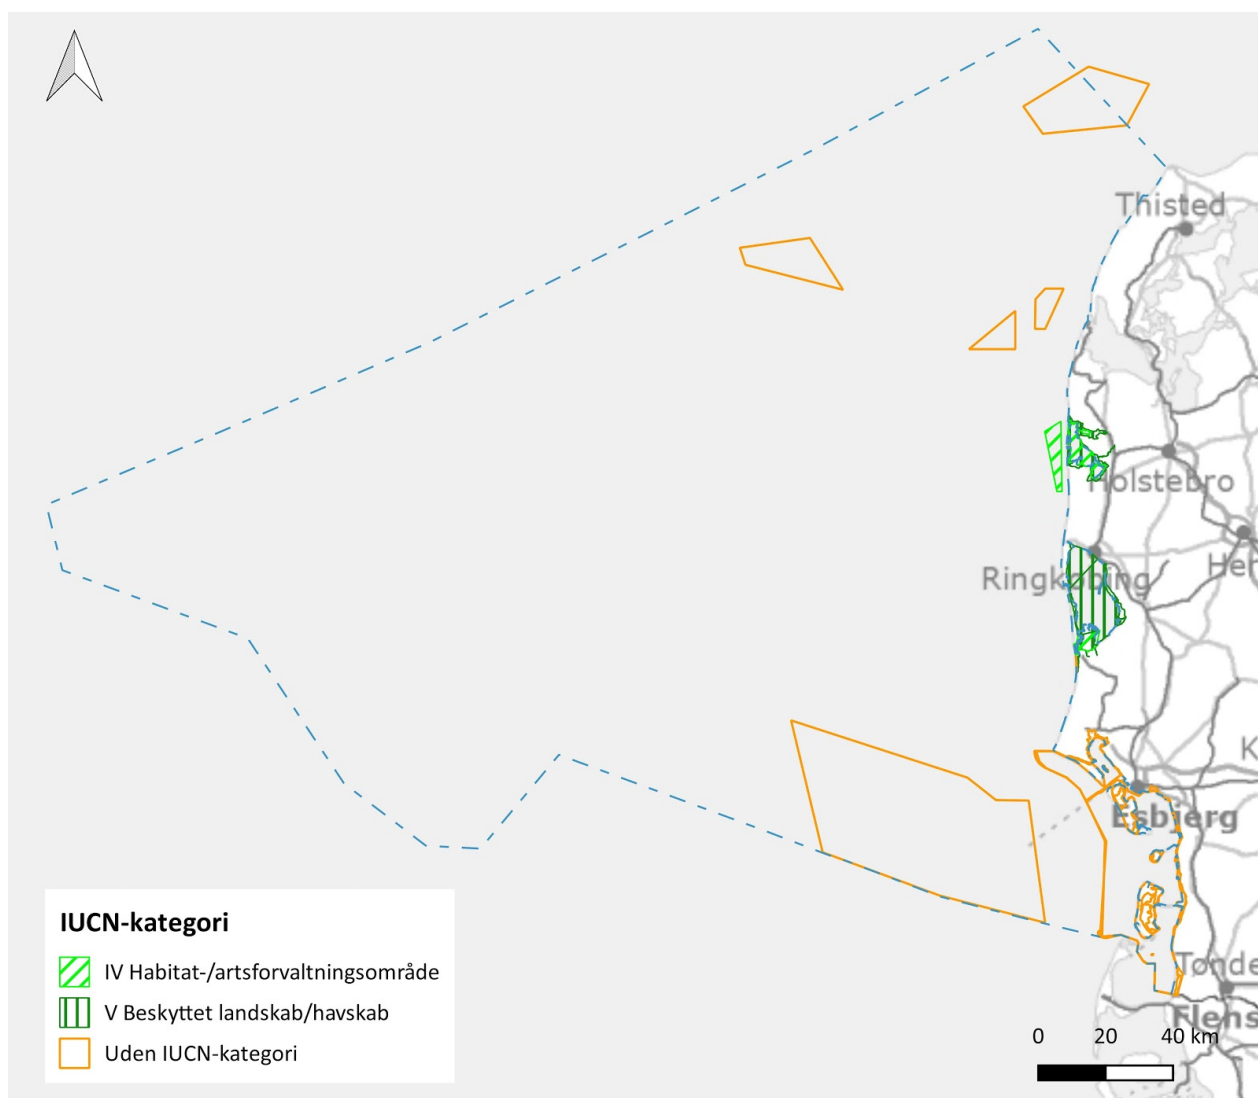 Thisted
Holstebro
Her
Ringkøbing
K
Esbjerg
Tønde
Flens
IUCN-kategori
IV Habitat-/artsforvaltningsområde
V Beskyttet landskab/havskab
Uden IUCN-kategori
0 20 40 km